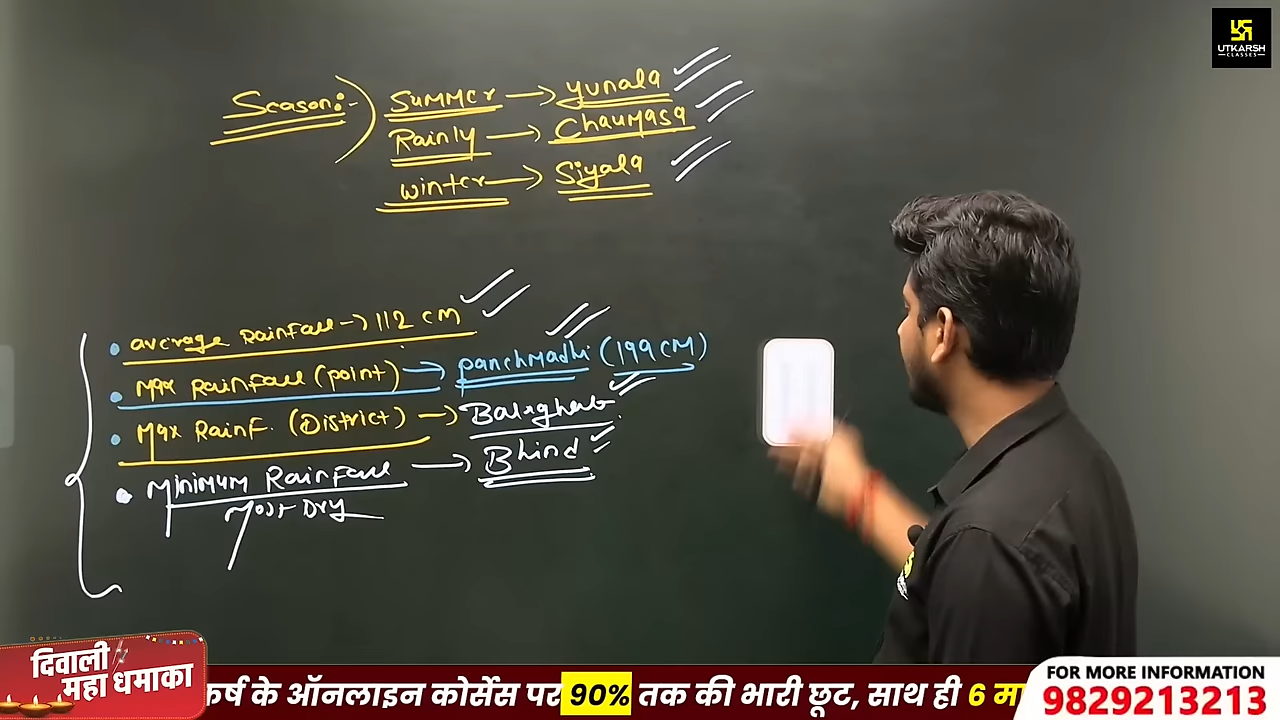 UTKARSH
CLASSES
Season:-) Summer → yunala
Rainly → Chaumasa
winter → Siyala
• average Rainfall → 112 CM
• Max Rainfall (point) → panchmadhi (199 CM)
• Max Rainf. (District) → Balaghat
• Minimum Rainfall → Bhind
Most Dry
दिवाली
महा धमाका
कर्ष के ऑनलाइन कोर्सेस पर 90% तक की भारी छूट, साथ ही 6 मा
FOR MORE INFORMATION
9829213213